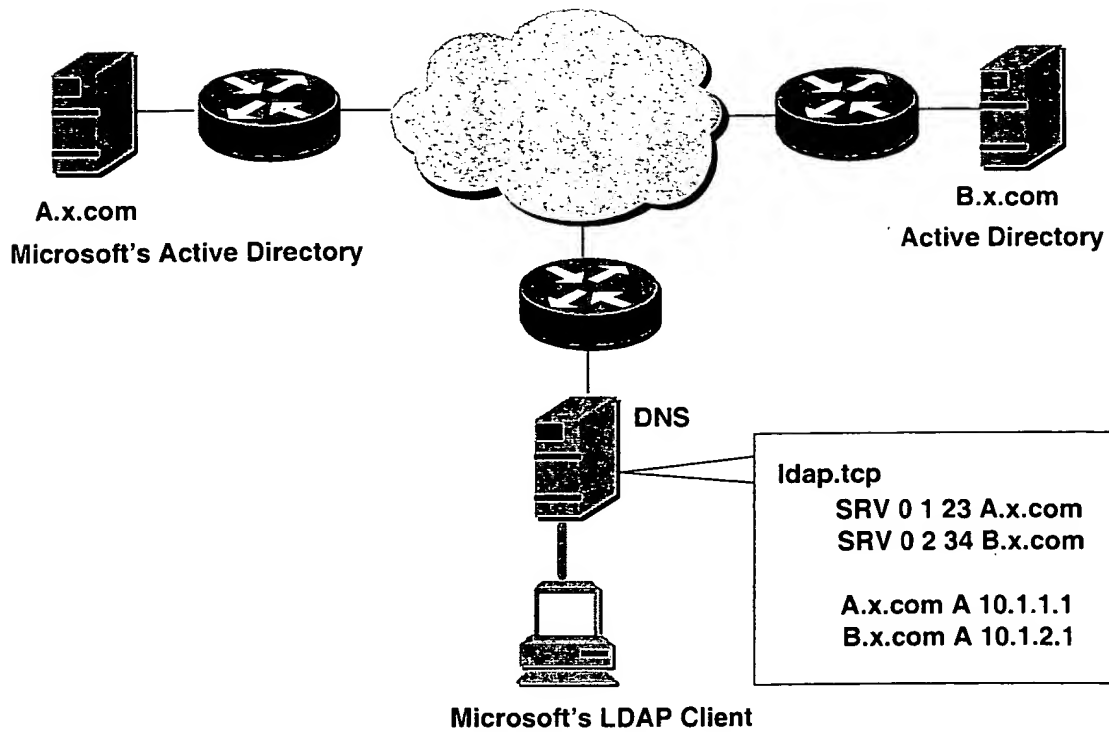 A.x.com
Microsoft's Active Directory
B.x.com
Active Directory
DNS
ldap.tcp
SRV 0 1 23 A.x.com
SRV 0 2 34 B.x.com
A.x.com A 10.1.1.1
B.x.com A 10.1.2.1
Microsoft's LDAP Client